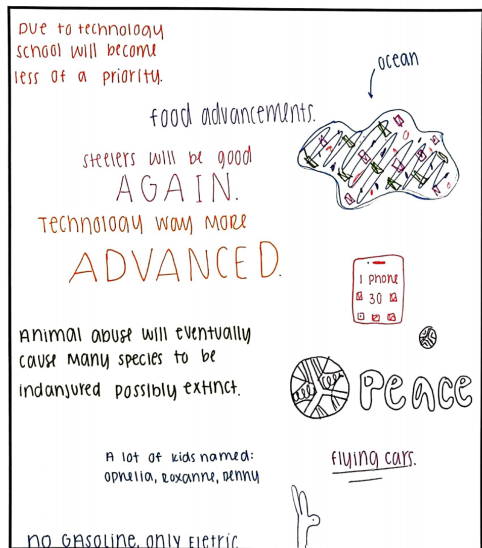 Due to technology
school will become
less of a priority.
ocean
food advancements.
Steelers will be good
AGAIN.
Technology way more
ADVANCED.
I phone
30
Animal abuse will eventually
cause many species to be
indanjured possibly extinct.
Peace
A lot of kids named:
Ophelia, Roxanne, Denny
flying cars.
no GASOLINE, only Eletric